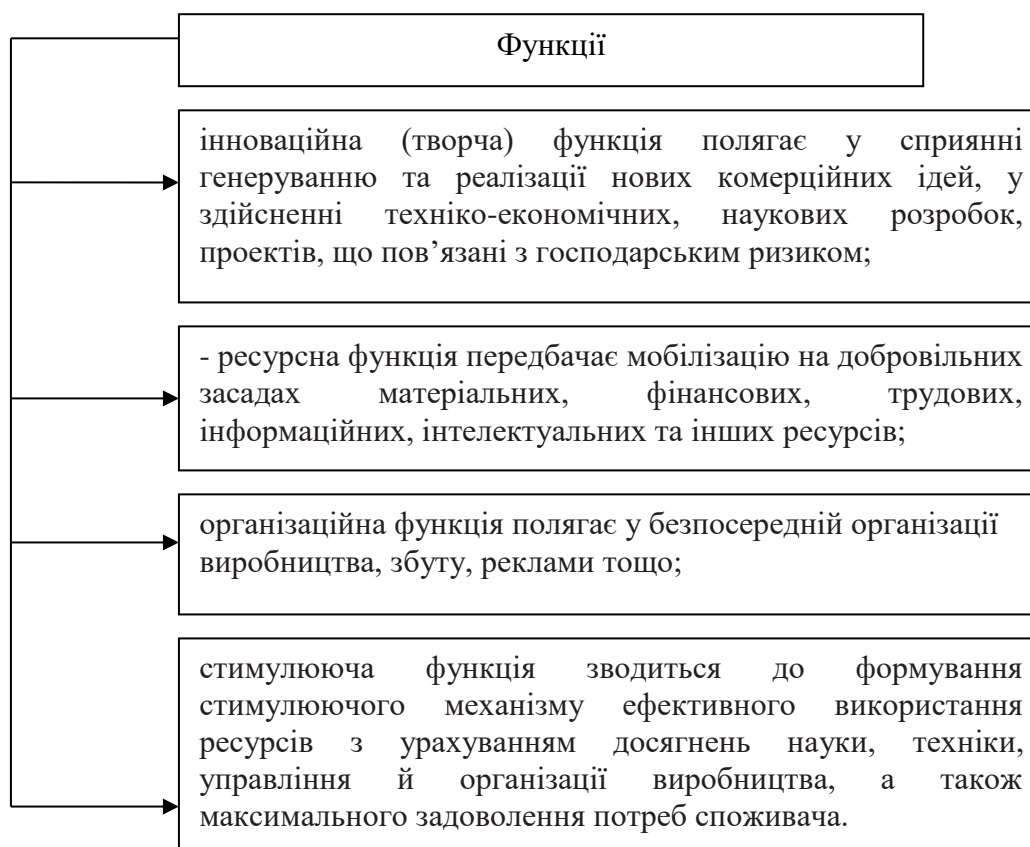 Функції
інноваційна (творча) функція полягає у сприянні
генеруванню та реалізації нових комерційних ідей, у
здійсненні техніко-економічних, наукових розробок,
проектів, що пов’язані з господарським ризиком;
- ресурсна функція передбачає мобілізацію на добровільних
засадах матеріальних, фінансових, трудових,
інформаційних, інтелектуальних та інших ресурсів;
організаційна функція полягає у безпосередній організації
виробництва, збуту, реклами тощо;
стимулююча функція зводиться до формування
стимулюючого механізму ефективного використання
ресурсів з урахуванням досягнень науки, техніки,
управління й організації виробництва, а також
максимального задоволення потреб споживача.